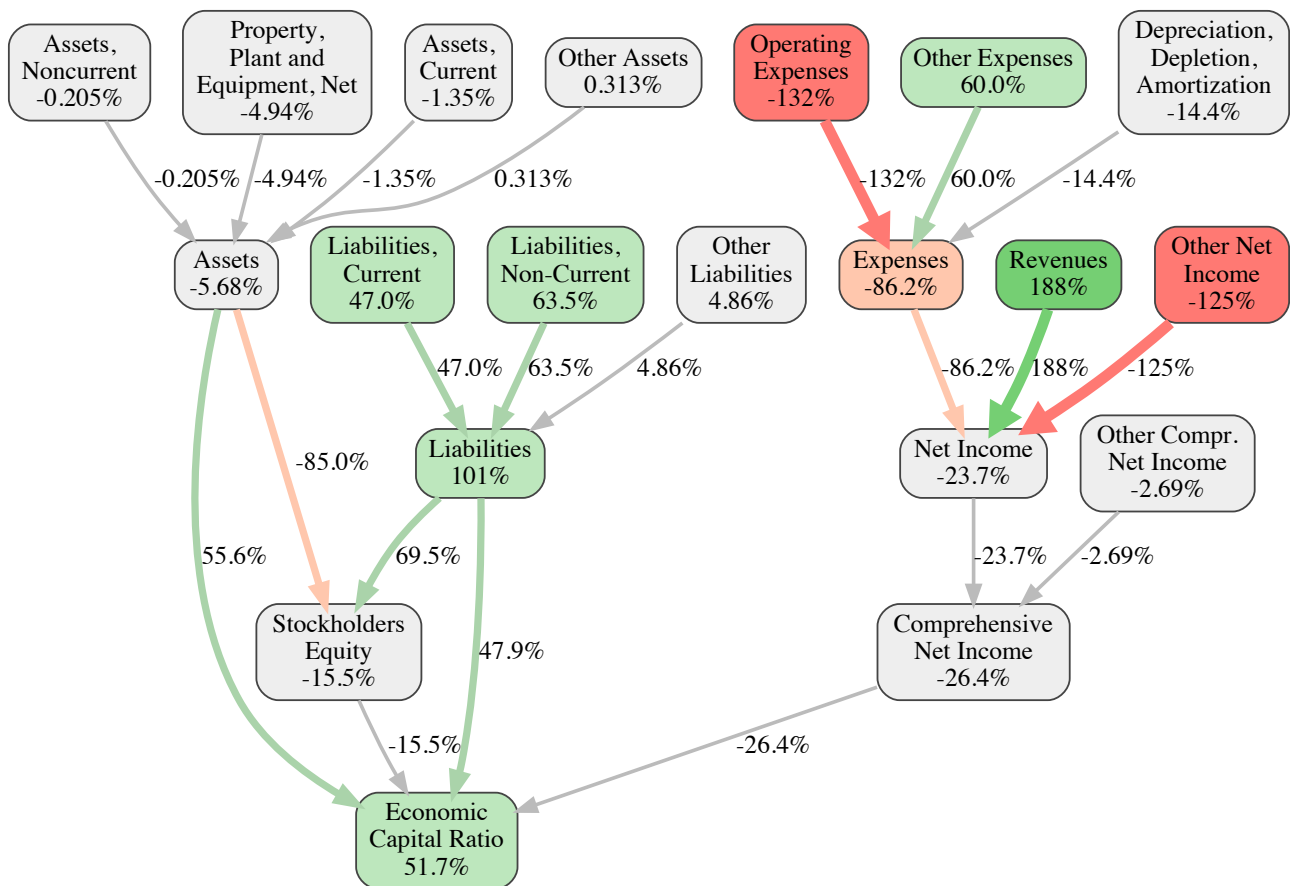 Assets,
Noncurrent
-0.205%
Property,
Plant and
Equipment, Net
-4.94%
Assets,
Current
-1.35%
Other Assets
0.313%
Operating
Expenses
-132%
Other Expenses
60.0%
Depreciation,
Depletion,
Amortization
-14.4%
-0.205%
-4.94%
-1.35%
0.313%
-132%
60.0%
-14.4%
Assets
-5.68%
Liabilities,
Current
47.0%
Liabilities,
Non-Current
63.5%
Other
Liabilities
4.86%
Expenses
-86.2%
Revenues
188%
Other Net
Income
-125%
47.0%
63.5%
4.86%
-86.2%
188%
-125%
-85.0%
Liabilities
101%
Net Income
-23.7%
Other Compr.
Net Income
-2.69%
55.6%
69.5%
-23.7%
-2.69%
Stockholders
Equity
-15.5%
47.9%
Comprehensive
Net Income
-26.4%
-15.5%
-26.4%
Economic
Capital Ratio
51.7%